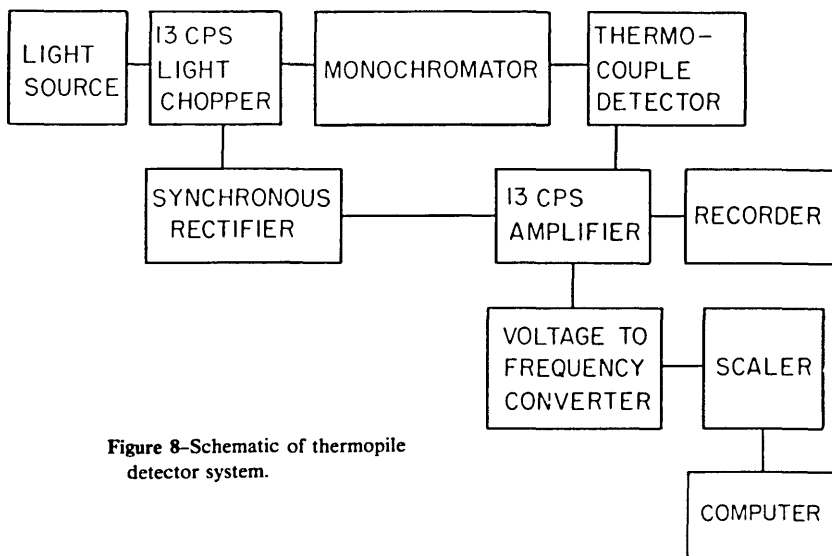 LIGHT
SOURCE
13 CPS
LIGHT
CHOPPER
MONOCHROMATOR
THERMO-
COUPLE
DETECTOR
SYNCHRONOUS
RECTIFIER
13 CPS
AMPLIFIER
RECORDER
VOLTAGE TO
FREQUENCY
CONVERTER
SCALER
COMPUTER
Figure 8–Schematic of thermopile
detector system.